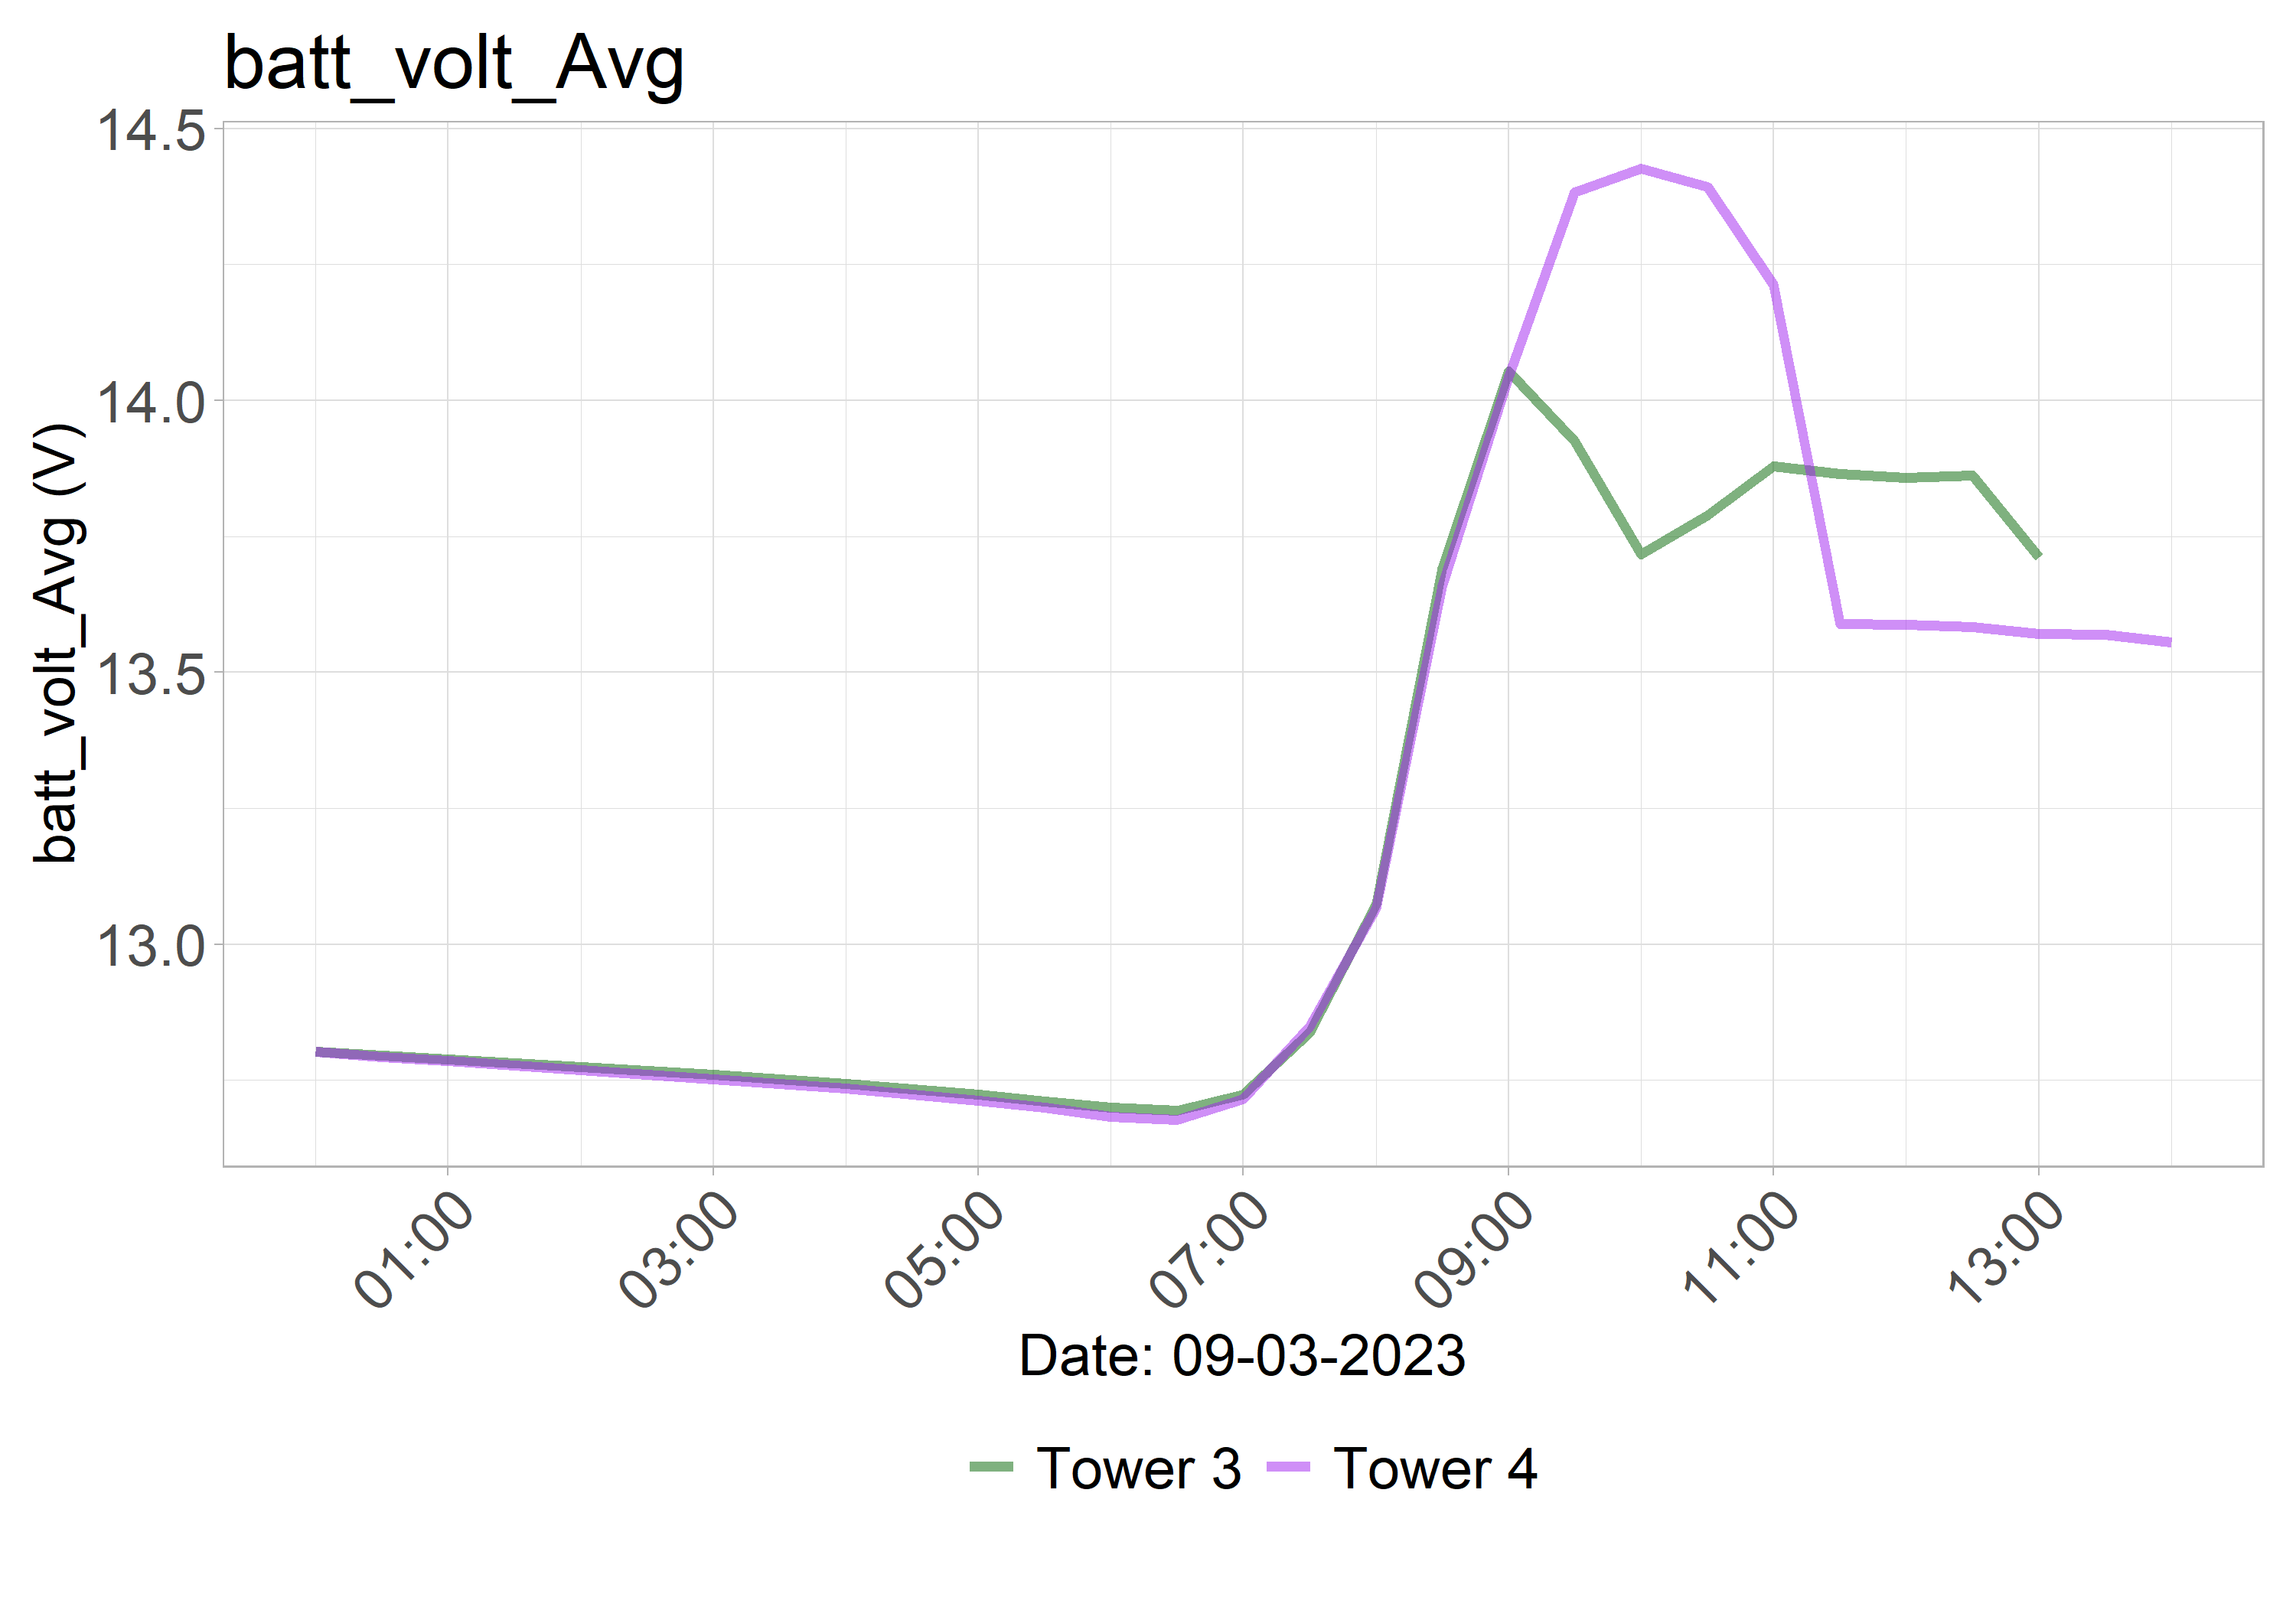 batt_volt_Avg
batt_volt_Avg (V)
14.5
14.0
13.5
13.0
01:00 03:00 05:00 07:00 09:00 11:00 13:00
Date: 09-03-2023
Tower 3 Tower 4